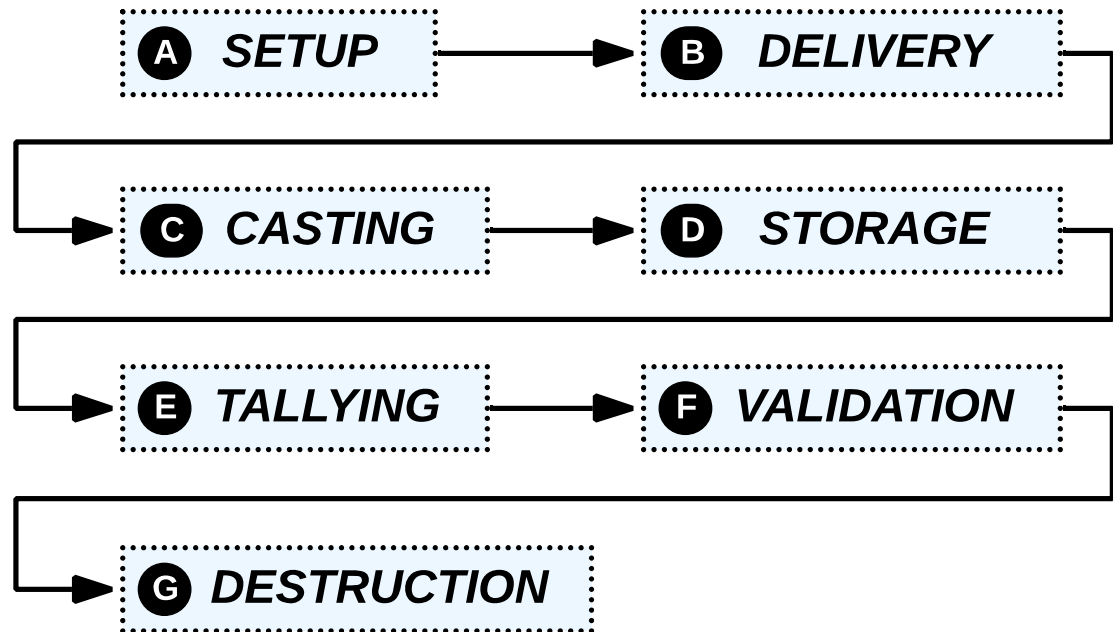 A SETUP
B DELIVERY
C CASTING
D STORAGE
E TALLYING
F VALIDATION
G DESTRUCTION